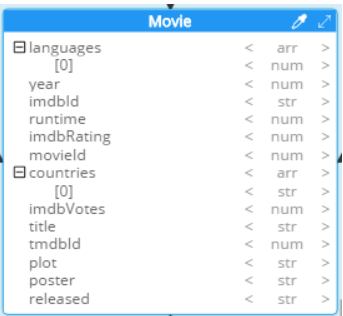 Movie
languages < arr >
[0] < num >
year < num >
imdbId < str >
runtime < num >
imdbRating < num >
movieId < num >
countries < arr >
[0] < str >
imdbVotes < num >
title < str >
tmdbId < num >
plot < str >
poster < str >
released < str >